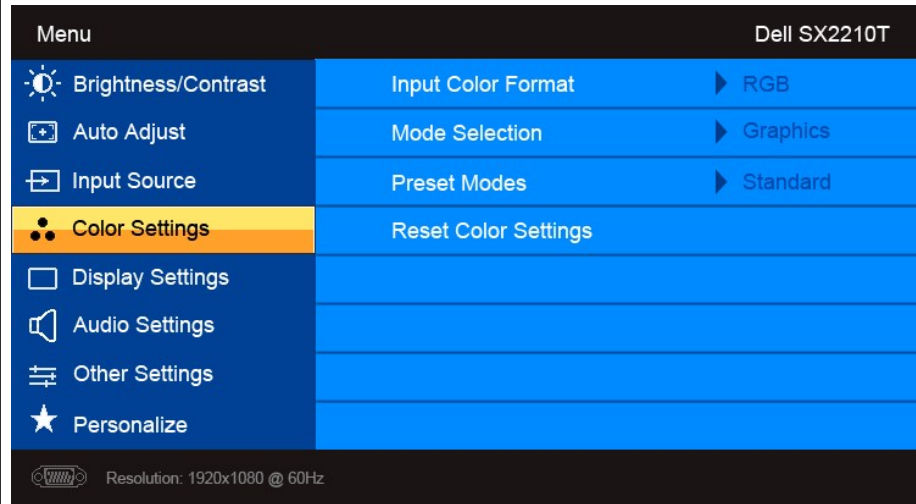 Menu Dell SX2210T
Brightness/Contrast Input Color Format RGB
Auto Adjust Mode Selection Graphics
Input Source Preset Modes Standard
Color Settings Reset Color Settings
Display Settings
Audio Settings
Other Settings
Personalize
Resolution: 1920x1080 @ 60Hz